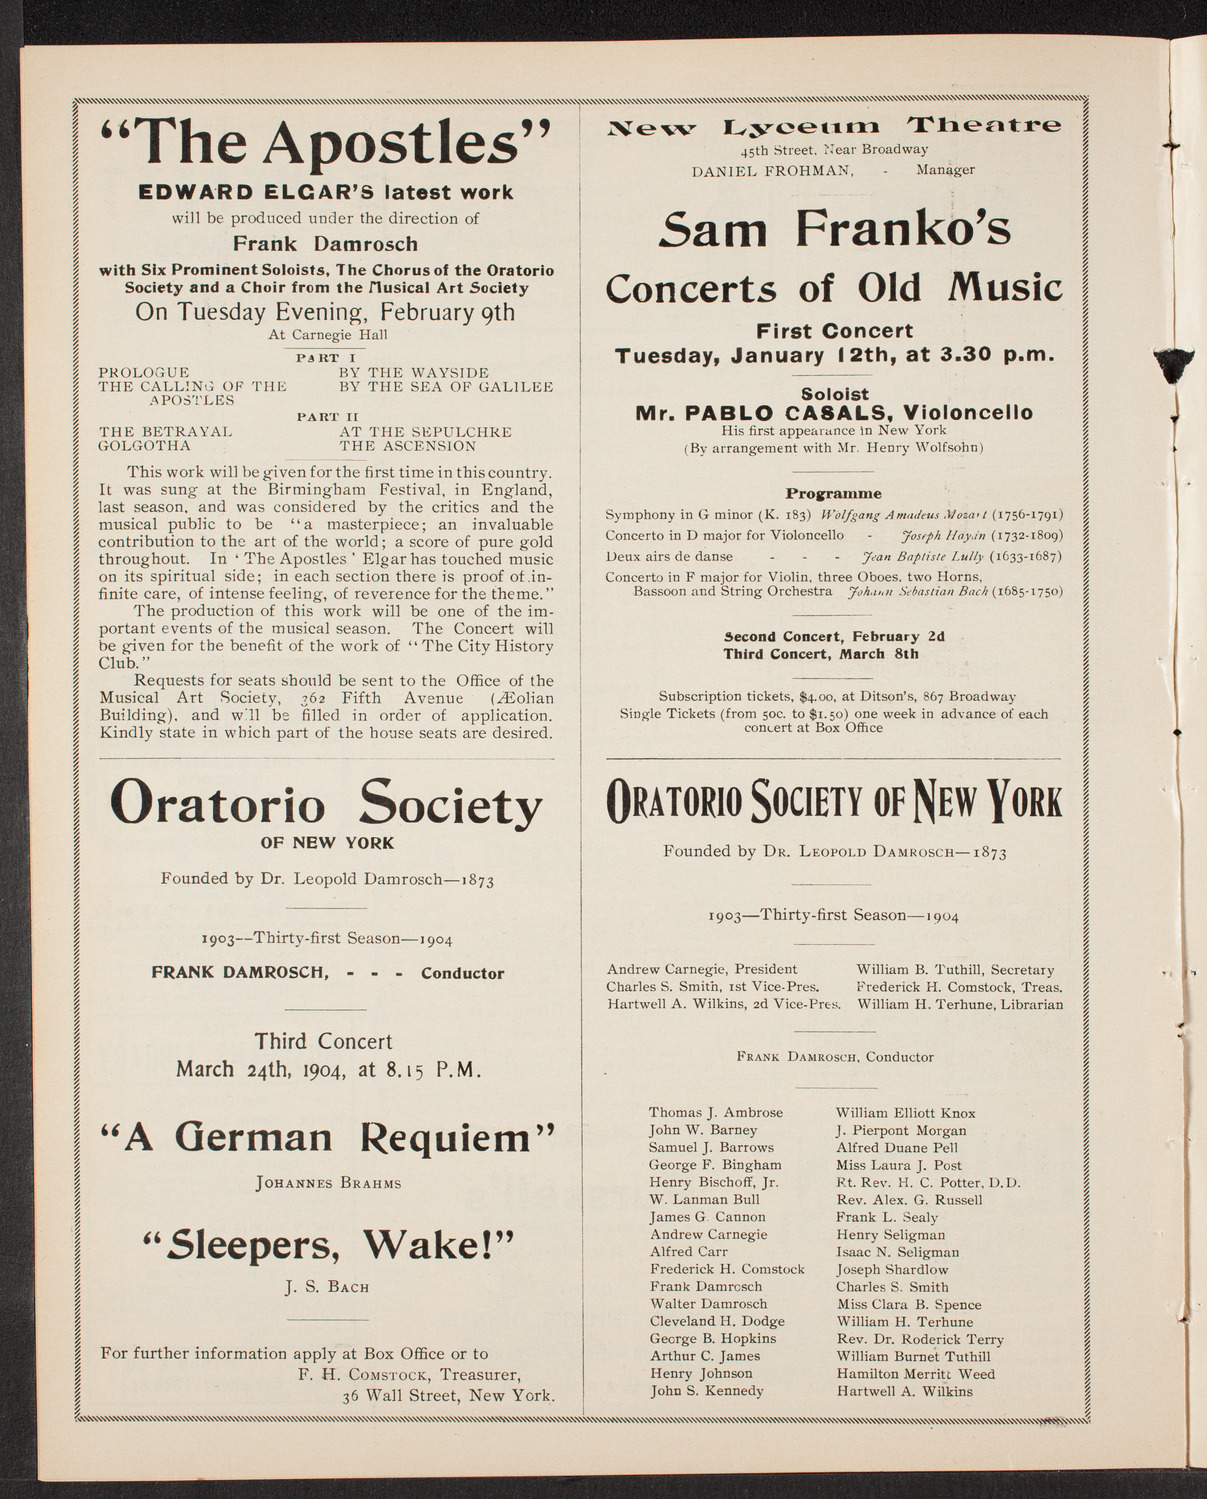 “The Apostles”
EDWARD ELGAR’S latest work
will be produced under the direction of
Frank Damrosch
with Six Prominent Soloists, The Chorus of the Oratorio
Society and a Choir from the Musical Art Society
On Tuesday Evening, February 9th
At Carnegie Hall
PART I
PROLOGUE BY THE WAYSIDE
THE CALLING OF THE BY THE SEA OF GALILEE
APOSTLES
PART II
THE BETRAYAL AT THE SEPULCHRE
GOLGOTHA THE ASCENSION
This work will be given for the first time in this country.
It was sung at the Birmingham Festival, in England,
last season, and was considered by the critics and the
musical public to be “a masterpiece; an invaluable
contribution to the art of the world; a score of pure gold
throughout. In ‘The Apostles’ Elgar has touched music
on its spiritual side; in each section there is proof of in-
finite care, of intense feeling, of reverence for the theme.”
The production of this work will be one of the im-
portant events of the musical season. The Concert will
be given for the benefit of the work of “The City History
Club.”
Requests for seats should be sent to the Office of the
Musical Art Society, 362 Fifth Avenue (Æolian
Building), and will be filled in order of application.
Kindly state in which part of the house seats are desired.
Oratorio Society
OF NEW YORK
Founded by Dr. Leopold Damrosch—1873
1903--Thirty-first Season—1904
FRANK DAMROSCH, - - - Conductor
Third Concert
March 24th, 1904, at 8.15 P.M.
“A German Requiem”
JOHANNES BRAHMS
“Sleepers, Wake!”
J. S. BACH
For further information apply at Box Office or to
F. H. COMSTOCK, Treasurer,
36 Wall Street, New York.
New Lyceum Theatre
45th Street, Near Broadway
DANIEL FROHMAN, - Manager
Sam Franko’s
Concerts of Old Music
First Concert
Tuesday, January 12th, at 3.30 p.m.
Soloist
Mr. PABLO CASALS, Violoncello
His first appearance in New York
(By arrangement with Mr. Henry Wolfsohn)
Programme
Symphony in G minor (K. 183) Wolfgang Amadeus Mozart (1756-1791)
Concerto in D major for Violoncello - Joseph Haydn (1732-1809)
Deux airs de danse - - - Jean Baptiste Lully (1633-1687)
Concerto in F major for Violin, three Oboes, two Horns,
Bassoon and String Orchestra Johann Sebastian Bach (1685-1750)
Second Concert, February 2d
Third Concert, March 8th
Subscription tickets, $4.00, at Ditson’s, 867 Broadway
Single Tickets (from 50c. to $1.50) one week in advance of each
concert at Box Office
ORATORIO SOCIETY OF NEW YORK
Founded by DR. LEOPOLD DAMROSCH—1873
1903—Thirty-first Season—1904
Andrew Carnegie, President William B. Tuthill, Secretary
Charles S. Smith, 1st Vice-Pres. Frederick H. Comstock, Treas.
Hartwell A. Wilkins, 2d Vice-Pres. William H. Terhune, Librarian
FRANK DAMROSCH, Conductor
Thomas J. Ambrose William Elliott Knox
John W. Barney J. Pierpont Morgan
Samuel J. Barrows Alfred Duane Pell
George F. Bingham Miss Laura J. Post
Henry Bischoff, Jr. Rt. Rev. H. C. Potter, D.D.
W. Lanman Bull Rev. Alex. G. Russell
James G. Cannon Frank L. Sealy
Andrew Carnegie Henry Seligman
Alfred Carr Isaac N. Seligman
Frederick H. Comstock Joseph Shardlow
Frank Damrosch Charles S. Smith
Walter Damrosch Miss Clara B. Spence
Cleveland H. Dodge William H. Terhune
George B. Hopkins Rev. Dr. Roderick Terry
Arthur C. James William Burnet Tuthill
Henry Johnson Hamilton Merritt Weed
John S. Kennedy Hartwell A. Wilkins